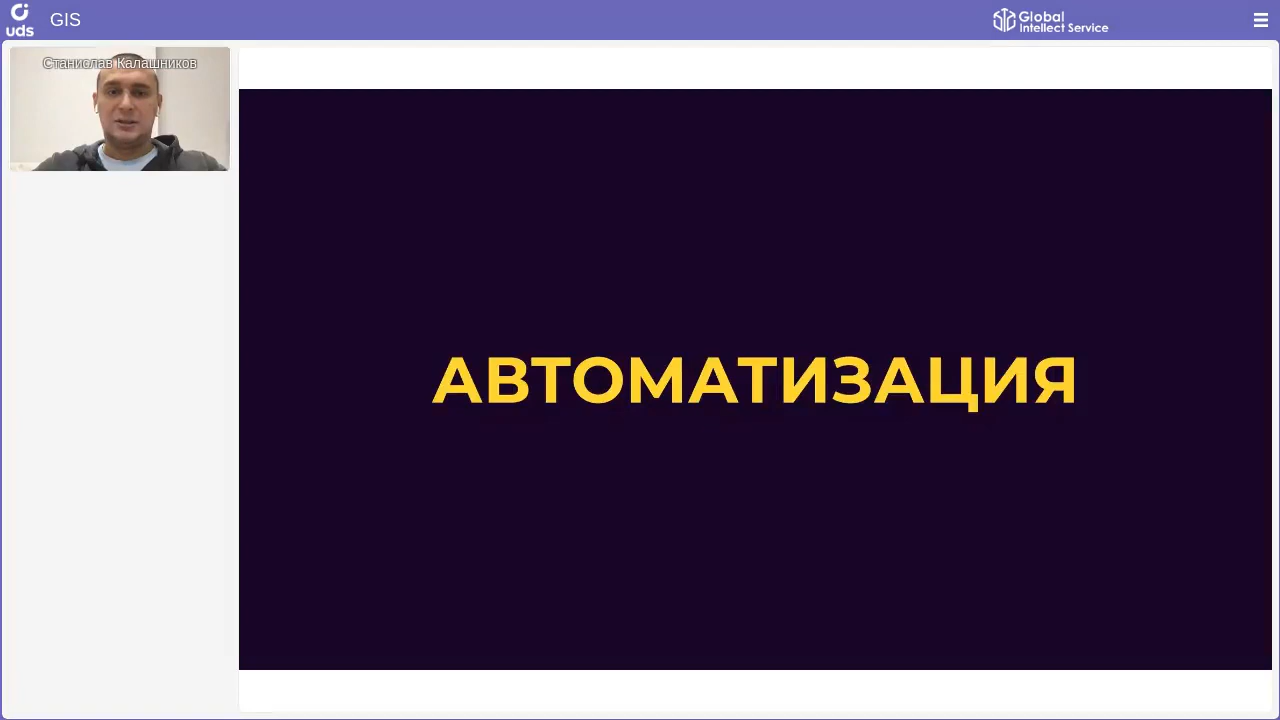 uds
GIS
Global
Intellect Service
Станислав Калашников
АВТОМАТИЗАЦИЯ